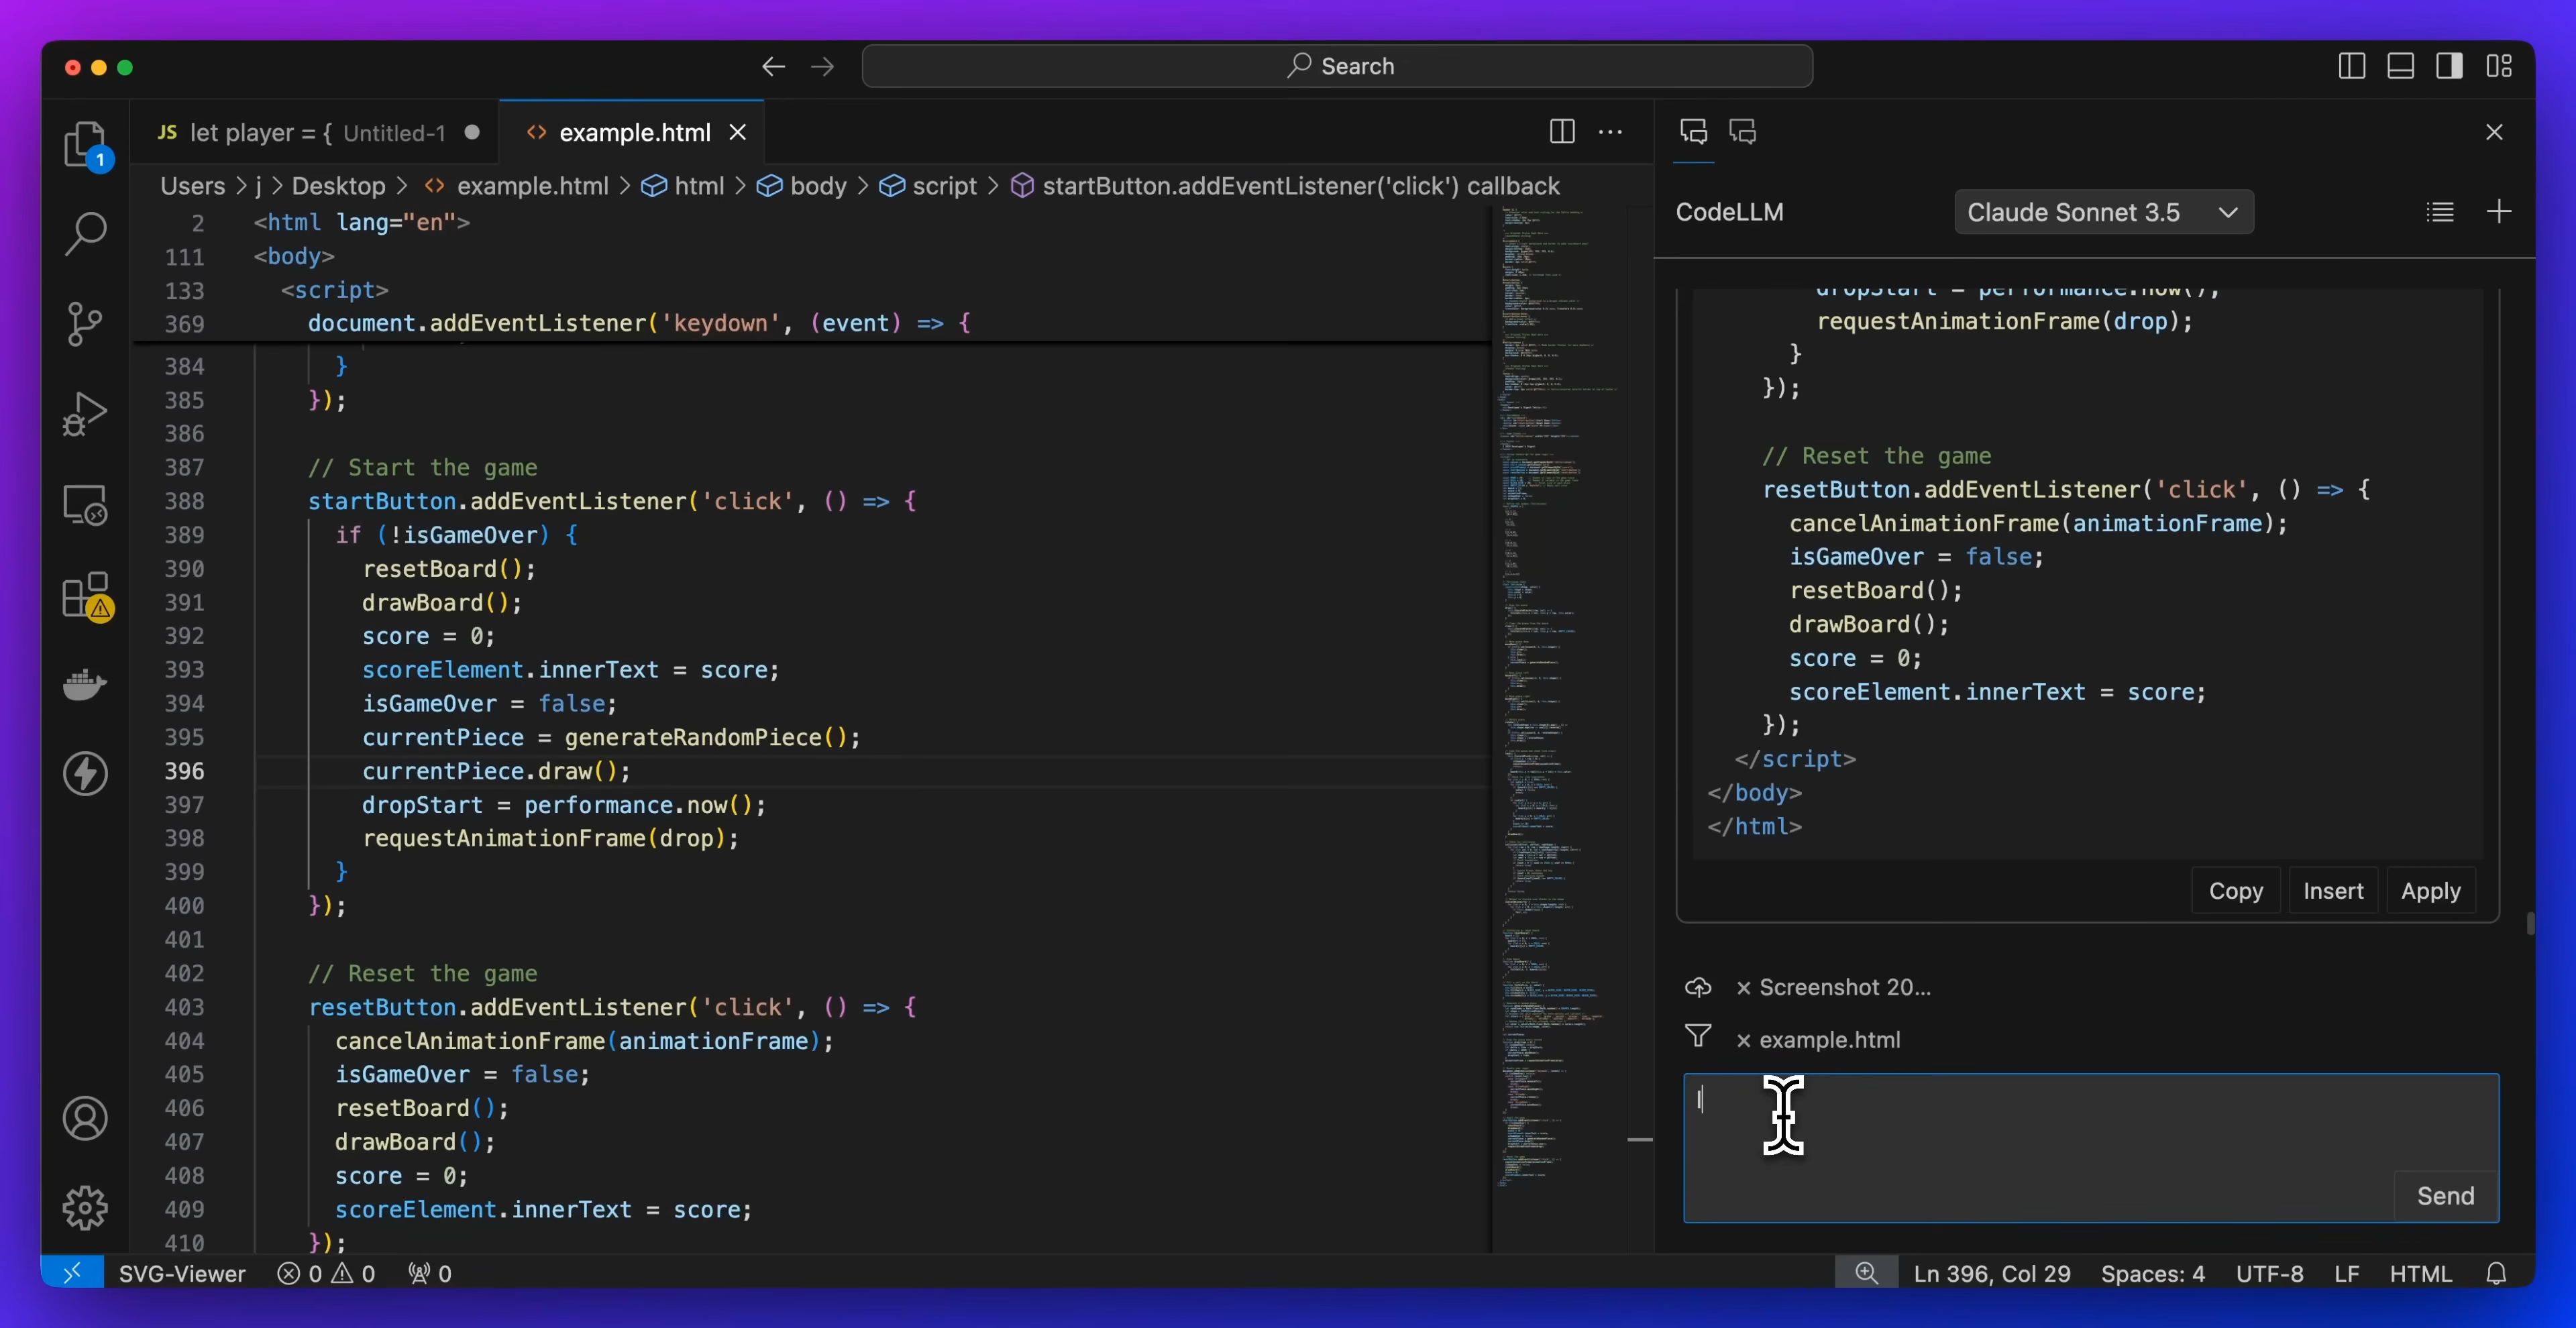 Search
JS let player = { Untitled-1
<> example.html
Users > j > Desktop > <> example.html > html > body > script > startButton.addEventListener('click') callback
2 <html lang="en">
111 <body>
133 <script>
369 document.addEventListener('keydown', (event) => {
384 }
385 });
386
387 // Start the game
388 startButton.addEventListener('click', () => {
389 if (!isGameOver) {
390 resetBoard();
391 drawBoard();
392 score = 0;
393 scoreElement.innerText = score;
394 isGameOver = false;
395 currentPiece = generateRandomPiece();
396 currentPiece.draw();
397 dropStart = performance.now();
398 requestAnimationFrame(drop);
399 }
400 });
401
402 // Reset the game
403 resetButton.addEventListener('click', () => {
404 cancelAnimationFrame(animationFrame);
405 isGameOver = false;
406 resetBoard();
407 drawBoard();
408 score = 0;
409 scoreElement.innerText = score;
410 });
1
CodeLLM
Claude Sonnet 3.5
dropStart = performance.now();
requestAnimationFrame(drop);
}
});
// Reset the game
resetButton.addEventListener('click', () => {
cancelAnimationFrame(animationFrame);
isGameOver = false;
resetBoard();
drawBoard();
score = 0;
scoreElement.innerText = score;
});
</script>
</body>
</html>
Copy Insert Apply
× Screenshot 20...
× example.html
Send
SVG-Viewer 0 0 0
Ln 396, Col 29 Spaces: 4 UTF-8 LF HTML